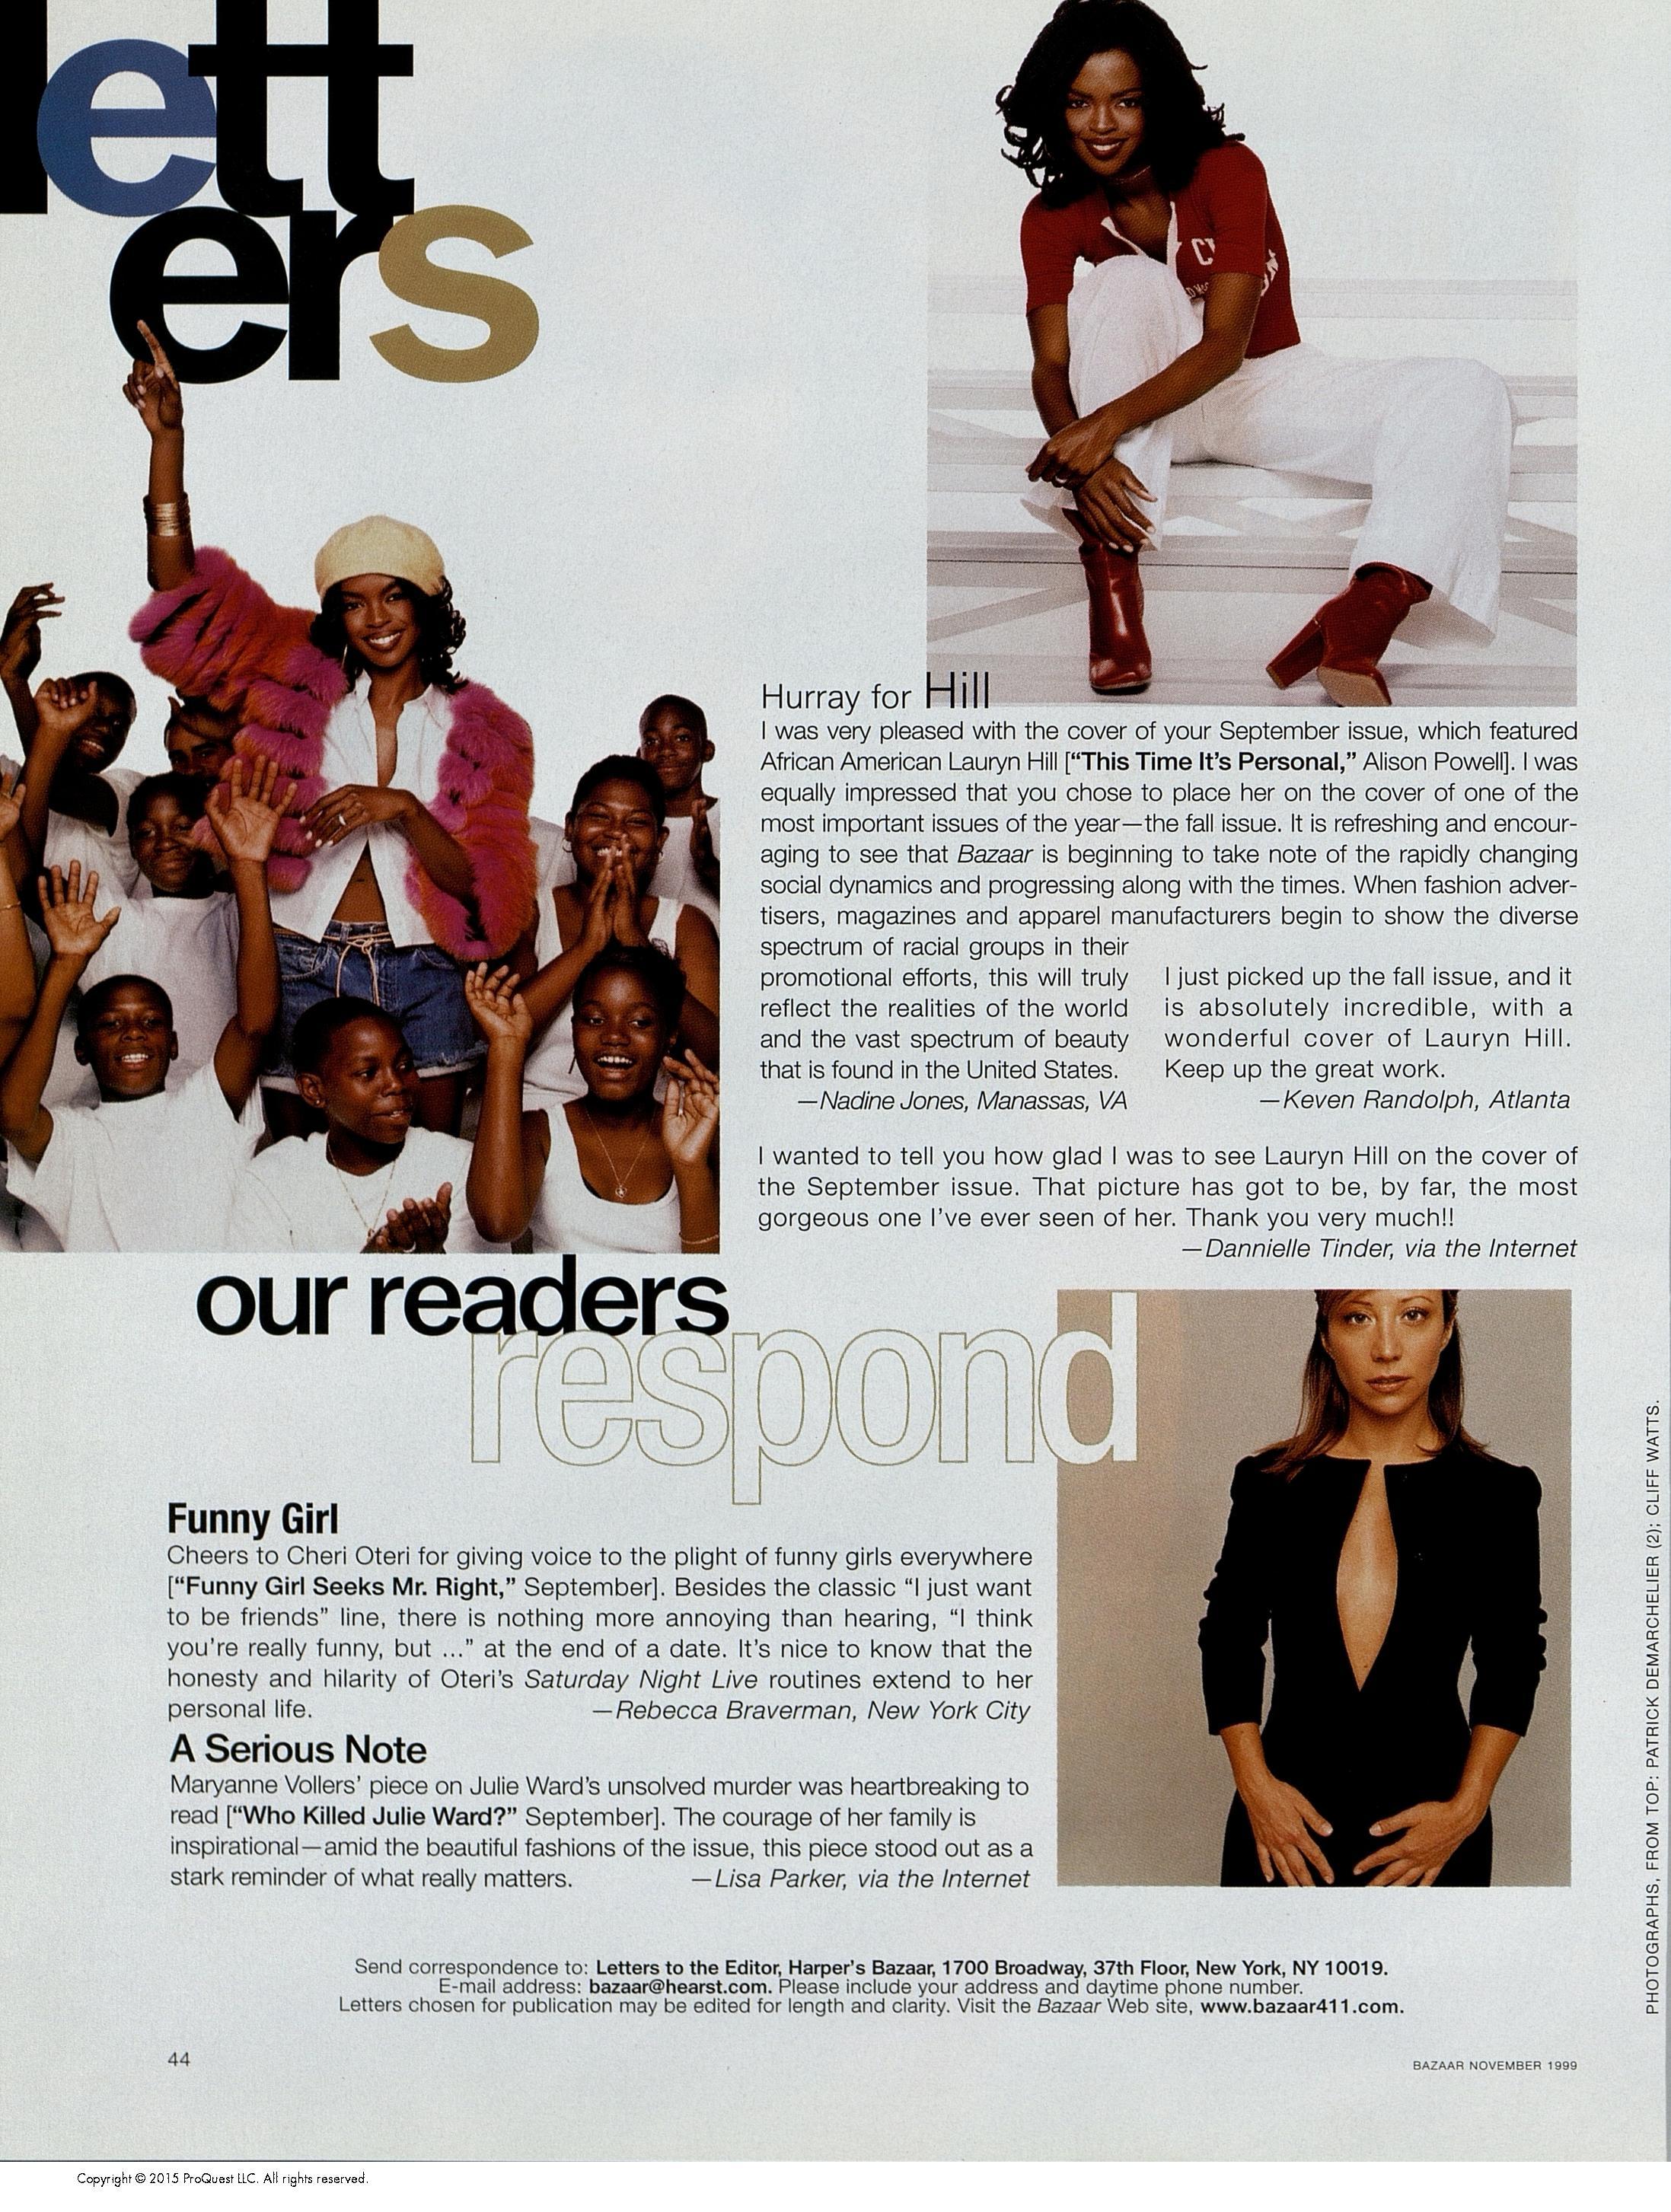 lett
ers
Hurray for Hill
I was very pleased with the cover of your September issue, which featured
African American Lauryn Hill [“This Time It’s Personal,” Alison Powell]. I was
equally impressed that you chose to place her on the cover of one of the
most important issues of the year—the fall issue. It is refreshing and encour-
aging to see that Bazaar is beginning to take note of the rapidly changing
social dynamics and progressing along with the times. When fashion adver-
tisers, magazines and apparel manufacturers begin to show the diverse
spectrum of racial groups in their
promotional efforts, this will truly
reflect the realities of the world
and the vast spectrum of beauty
that is found in the United States.
—Nadine Jones, Manassas, VA
I just picked up the fall issue, and it
is absolutely incredible, with a
wonderful cover of Lauryn Hill.
Keep up the great work.
—Keven Randolph, Atlanta
I wanted to tell you how glad I was to see Lauryn Hill on the cover of
the September issue. That picture has got to be, by far, the most
gorgeous one I’ve ever seen of her. Thank you very much!!
—Dannielle Tinder, via the Internet
our readers
respond
Funny Girl
Cheers to Cheri Oteri for giving voice to the plight of funny girls everywhere
[“Funny Girl Seeks Mr. Right,” September]. Besides the classic “I just want
to be friends” line, there is nothing more annoying than hearing, “I think
you’re really funny, but ...” at the end of a date. It’s nice to know that the
honesty and hilarity of Oteri’s Saturday Night Live routines extend to her
personal life. —Rebecca Braverman, New York City
A Serious Note
Maryanne Vollers’ piece on Julie Ward’s unsolved murder was heartbreaking to
read [“Who Killed Julie Ward?” September]. The courage of her family is
inspirational—amid the beautiful fashions of the issue, this piece stood out as a
stark reminder of what really matters. —Lisa Parker, via the Internet
PHOTOGRAPHS, FROM TOP: PATRICK DEMARCHELIER (2); CLIFF WATTS.
Send correspondence to: Letters to the Editor, Harper’s Bazaar, 1700 Broadway, 37th Floor, New York, NY 10019.
E-mail address: bazaar@hearst.com. Please include your address and daytime phone number.
Letters chosen for publication may be edited for length and clarity. Visit the Bazaar Web site, www.bazaar411.com.
44
BAZAAR NOVEMBER 1999
Copyright © 2015 ProQuest LLC. All rights reserved.